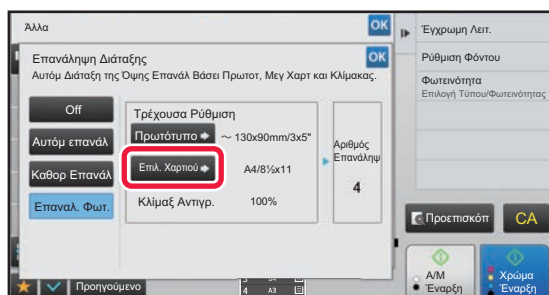 Άλλα
OK
Επανάληψη Διάταξης
OK
Αυτόμ Διάταξη της Όψης Επανάλ Βάσει Πρωτοτ, Μεγ Χαρτ και Κλίμακας.
Off
Αυτόμ επανάλ
Καθορ Επανάλ
Επαναλ. Φωτ.
Τρέχουσα Ρύθμιση
Πρωτότυπο
～ 130x90mm/3x5"
Επιλ. Χαρτιού
A4/8½x11
Κλίμαξ Αντιγρ.
100%
Αριθμός
Επανάληψ
4
Προηγούμενο
4 A3
Έγχρωμη Λειτ.
Ρύθμιση Φόντου
Φωτεινότητα
Επιλογή Τύπου/Φωτεινότητας
Προεπισκόπ
CA
Α/Μ
Έναρξη
Χρώμα
Έναρξη